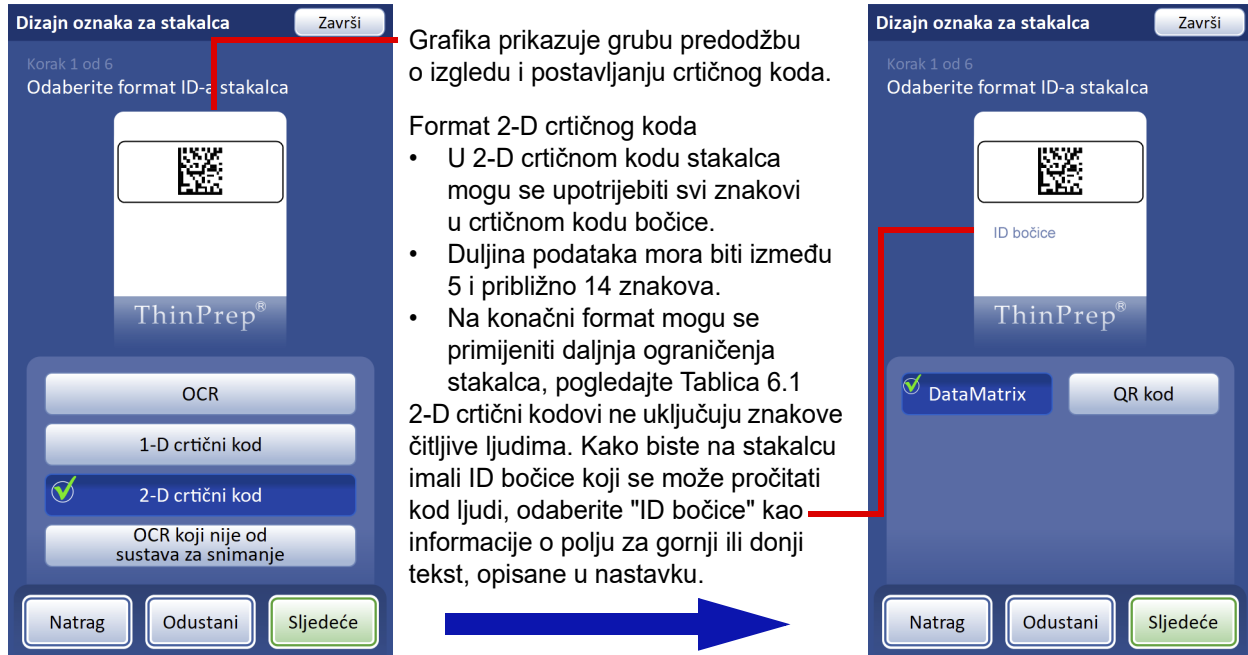 Dizajn oznaka za stakalca
Završi
Korak 1 od 6
Odaberite format ID-a stakalca
ThinPrep®
OCR
1-D crtični kod
2-D crtični kod
OCR koji nije od
sustava za snimanje
Natrag
Odustani
Sljedeće
Grafika prikazuje grubu predodžbu
o izgledu i postavljanju crtičnog koda.
Format 2-D crtičnog koda
• U 2-D crtičnom kodu stakalca
mogu se upotrijebiti svi znakovi
u crtičnom kodu bočice.
• Duljina podataka mora biti između
5 i približno 14 znakova.
• Na konačni format mogu se
primijeniti daljnja ograničenja
stakalca, pogledajte Tablica 6.1
2-D crtični kodovi ne uključuju znakove
čitljive ljudima. Kako biste na stakalcu
imali ID bočice koji se može pročitati
kod ljudi, odaberite "ID bočice" kao
informacije o polju za gornji ili donji
tekst, opisane u nastavku.
Dizajn oznaka za stakalca
Završi
Korak 1 od 6
Odaberite format ID-a stakalca
ID bočice
ThinPrep®
DataMatrix
QR kod
Natrag
Odustani
Sljedeće